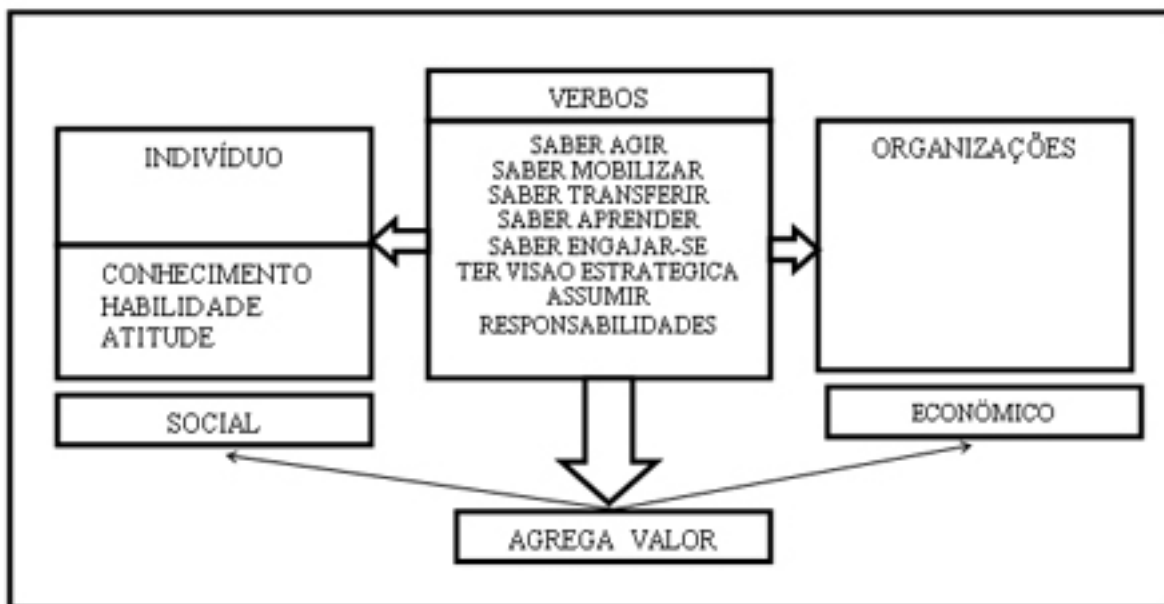 INDIVÍDUO
CONHECIMENTO
HABILIDADE
ATITUDE
SOCIAL
VERBOS
SABER AGIR
SABER MOBILIZAR
SABER TRANSFERIR
SABER APRENDER
SABER ENGAJAR-SE
TER VISAO ESTRATEGICA
ASSUMIR
RESPONSABILIDADES
ORGANIZAÇÕES
ECONÖMICO
AGREGA VALOR